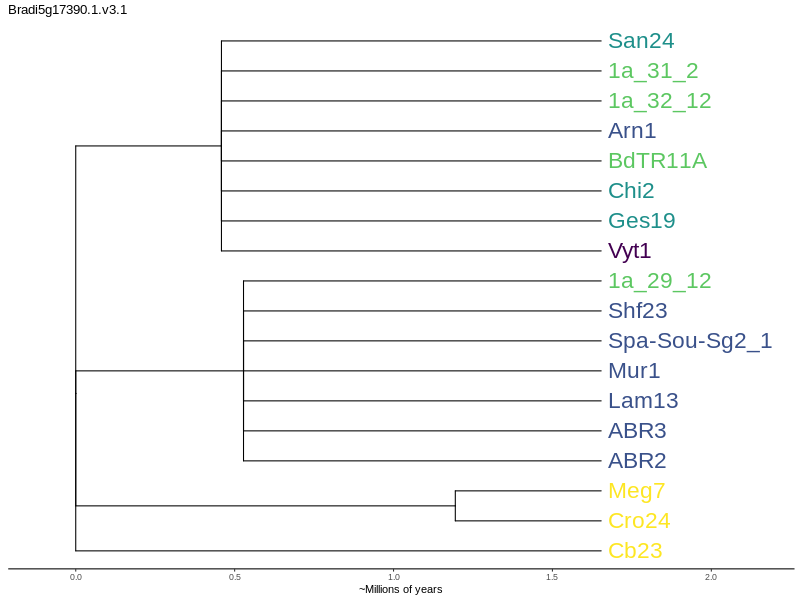 Bradi5g17390.1.v3.1
San24
1a_31_2
1a_32_12
Arn1
BdTR11A
Chi2
Ges19
Vyt1
1a_29_12
Shf23
Spa-Sou-Sg2_1
Mur1
Lam13
ABR3
ABR2
Meg7
Cro24
Cb23
0.0 0.5 1.0 1.5 2.0
~Millions of years